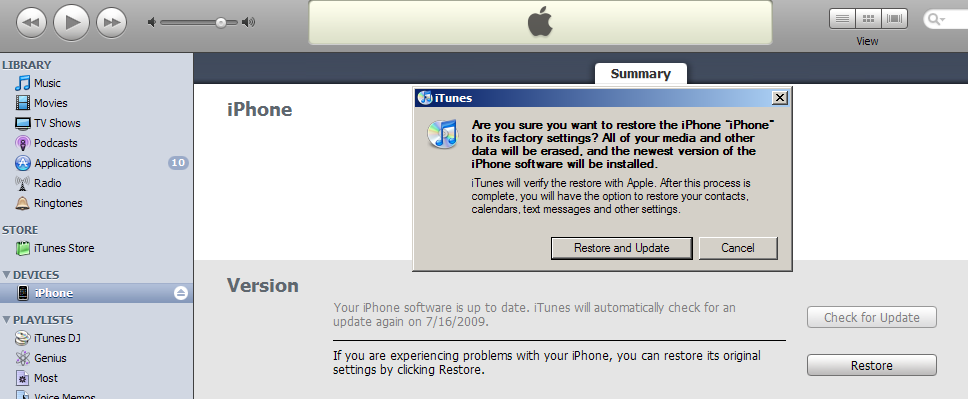 View
LIBRARY
Music
Movies
TV Shows
Podcasts
Applications 10
Radio
Ringtones
STORE
iTunes Store
DEVICES
iPhone
PLAYLISTS
iTunes DJ
Genius
Most
Voice Memos
Summary
iPhone
iTunes
Are you sure you want to restore the iPhone "iPhone"
to its factory settings? All of your media and other
data will be erased, and the newest version of the
iPhone software will be installed.
iTunes will verify the restore with Apple. After this process is
complete, you will have the option to restore your contacts,
calendars, text messages and other settings.
Restore and Update
Cancel
Version
Your iPhone software is up to date. iTunes will automatically check for an
update again on 7/16/2009.
Check for Update
If you are experiencing problems with your iPhone, you can restore its original
settings by clicking Restore.
Restore